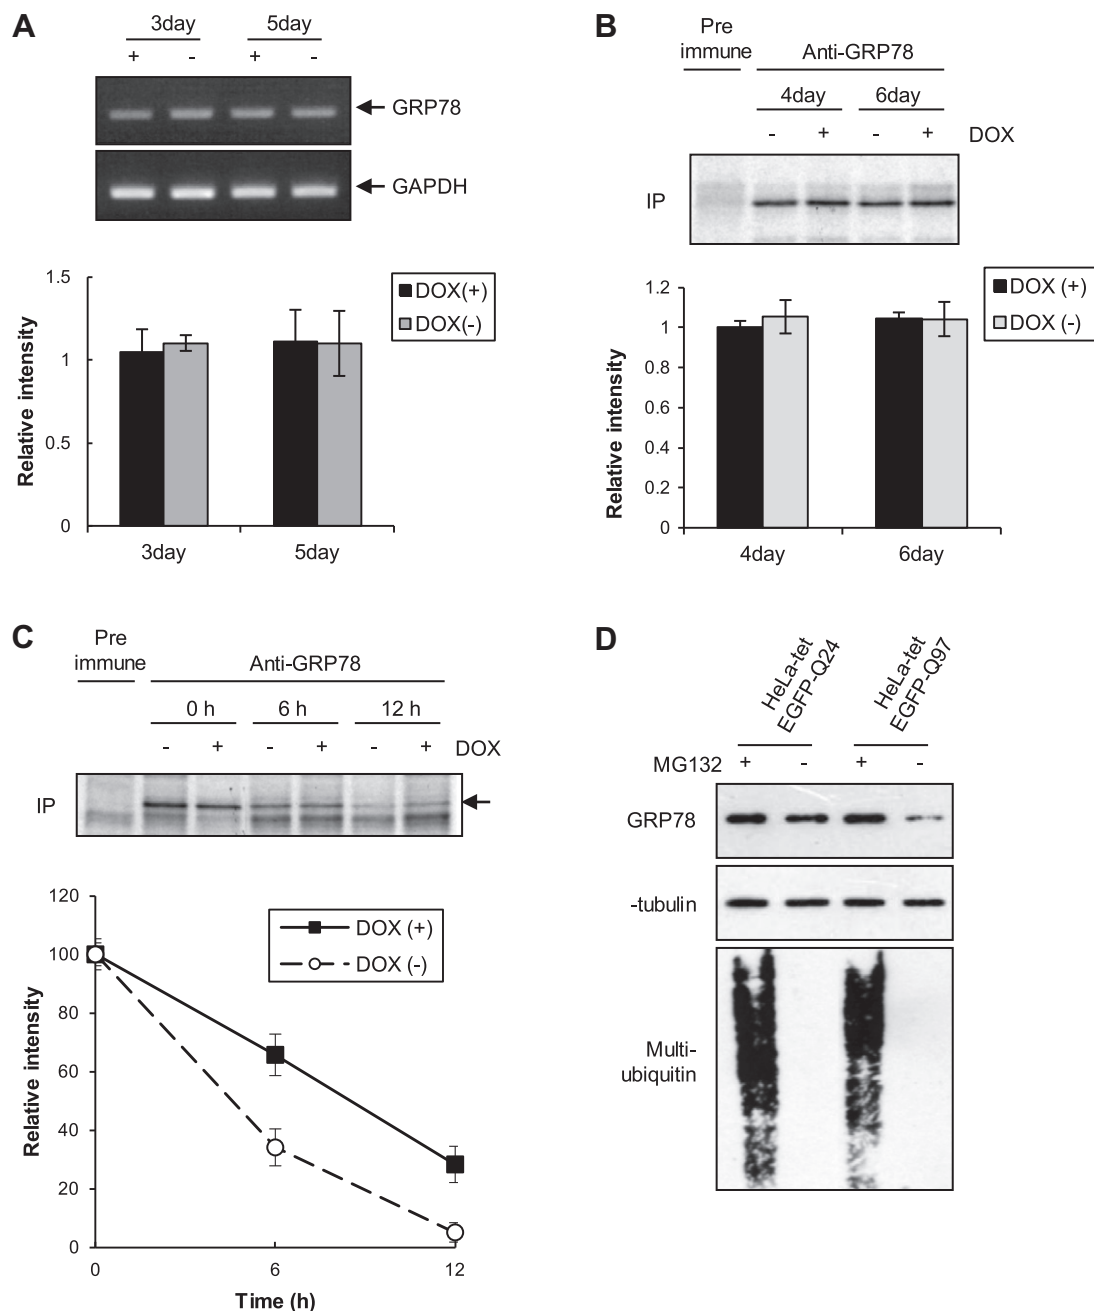 A
3day 5day
+ - + -
GRP78
GAPDH
1.5
1
0.5
0
Relative intensity
DOX(+)
DOX(-)
3day 5day
B
Pre
immune
Anti-GRP78
4day 6day
- + - + DOX
IP
1.2
1
0.8
0.6
0.4
0.2
0
Relative intensity
DOX (+)
DOX (-)
4day 6day
C
Pre
immune
Anti-GRP78
0 h 6 h 12 h
- + - + - + DOX
IP
120
100
80
60
40
20
0
Relative intensity
DOX (+)
DOX (-)
0 6 12
Time (h)
D
HeLa-tet
EGFP-Q24
HeLa-tet
EGFP-Q97
MG132 + - + -
GRP78
-tubulin
Multi-
ubiquitin